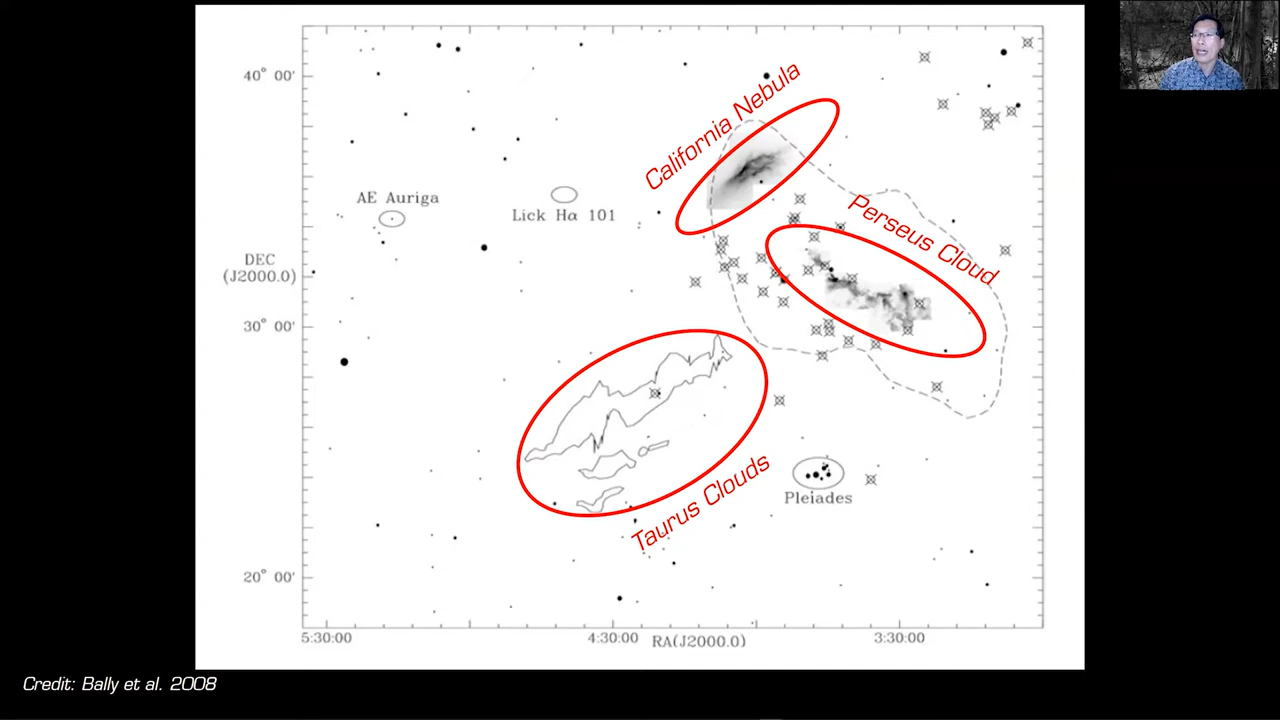 40° 00'
California Nebula
AE Auriga
Lick Hα 101
Perseus Cloud
DEC
(J2000.0)
30° 00'
Taurus Clouds
Pleiades
20° 00'
5:30:00
4:30:00
RA(J2000.0)
3:30:00
Credit: Bally et al. 2008